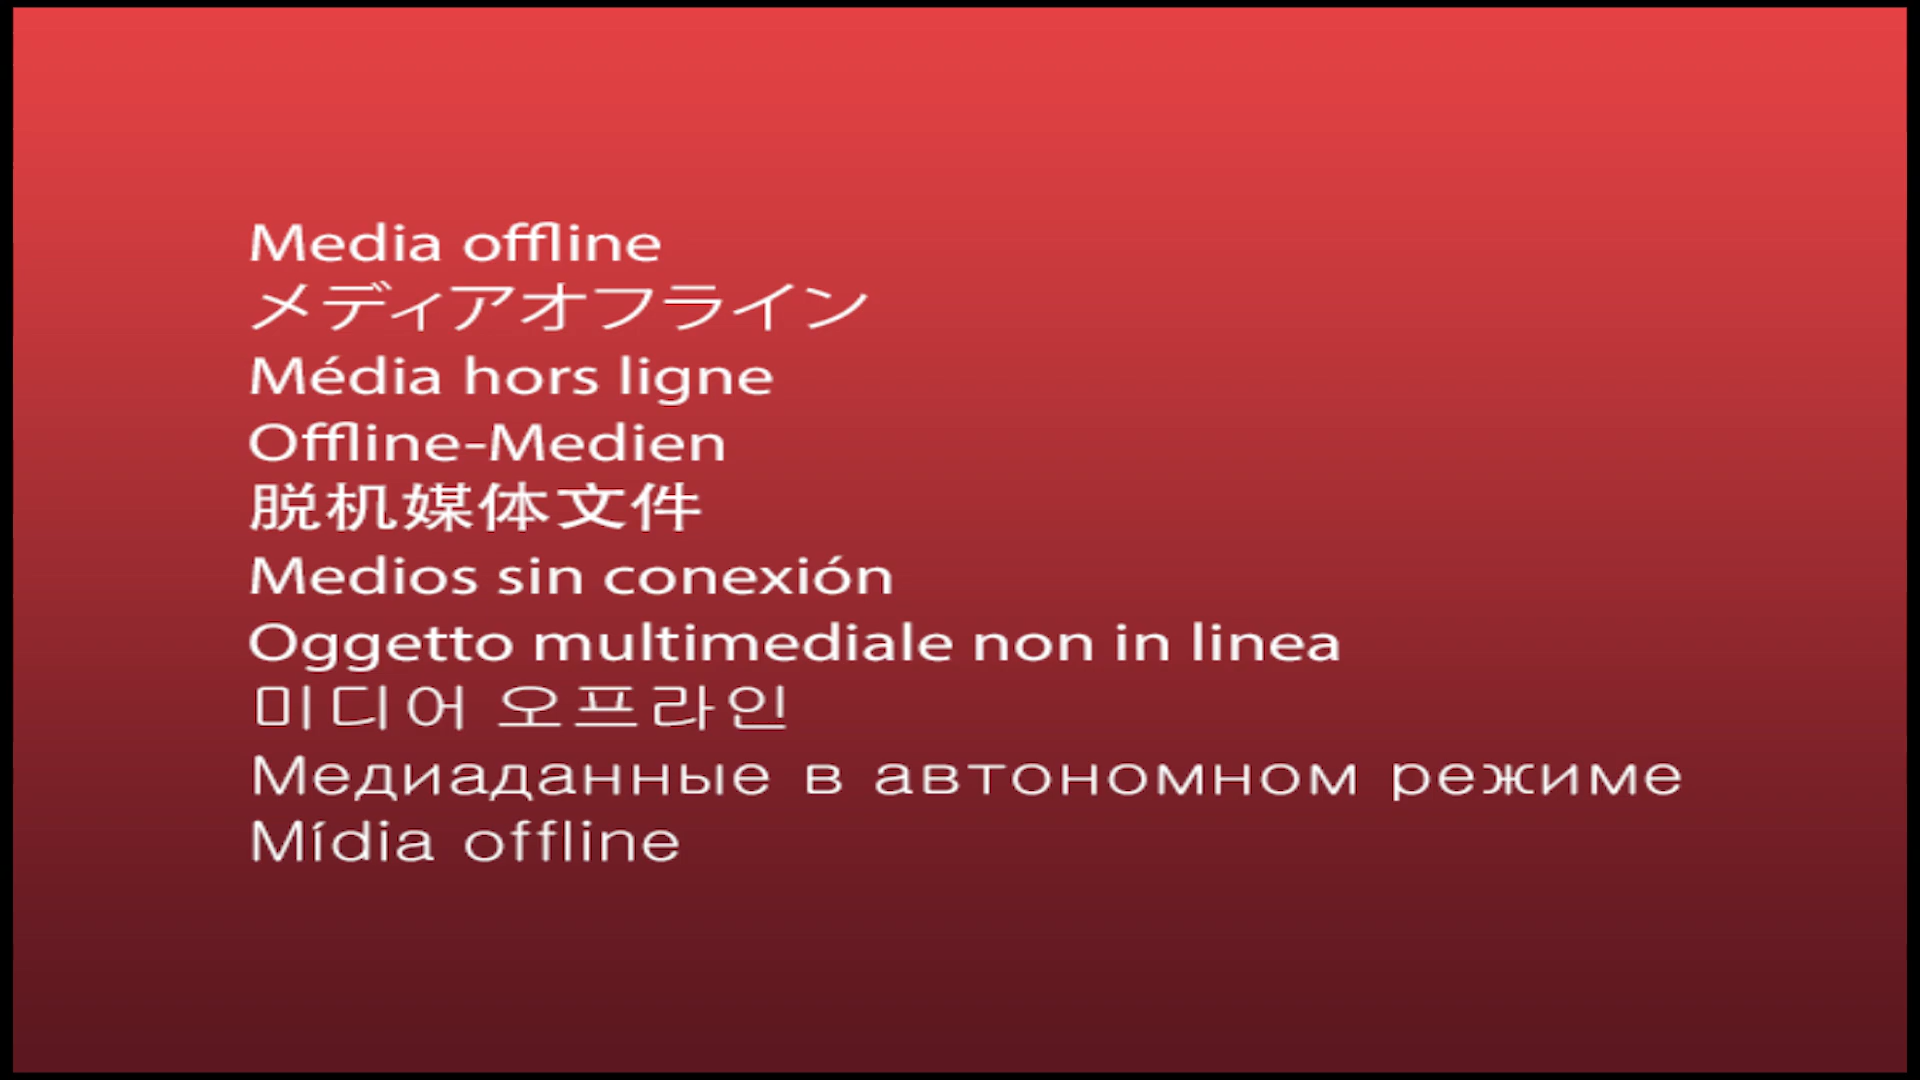 Media offline
メディアオフライン
Média hors ligne
Offline-Medien
脱机媒体文件
Medios sin conexión
Oggetto multimediale non in linea
미디어 오프라인
Медиаданные в автономном режиме
Mídia offline